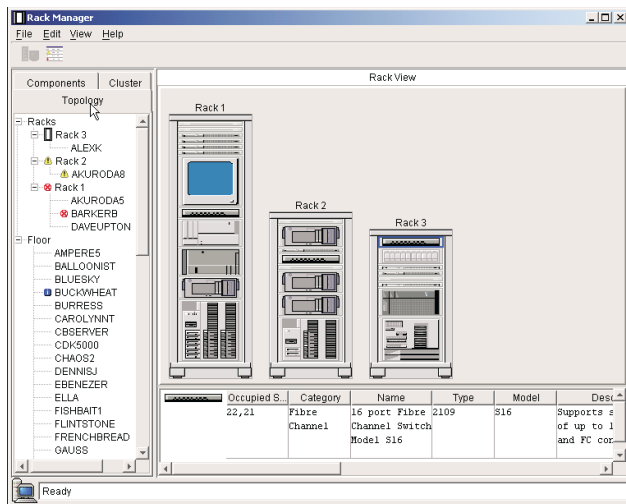 Rack Manager
File Edit View Help
Components Cluster
Topology
Racks
Rack 3
ALEXK
Rack 2
AKURODA8
Rack 1
AKURODA5
BARKERB
DAVEUPTON
Floor
AMPERE5
BALLOONIST
BLUESKY
BUCKWHEAT
BURRESS
CAROLYNNT
CBSERVER
CDK5000
CHAOS2
DENNISJ
EBENEZER
ELLA
FISHBAIT1
FLINTSTONE
FRENCHBREAD
GAUSS
Rack View
Rack 1
Rack 2
Rack 3
Occupied S... Category Name Type Model Desc
22,21 Fibre 16 port Fibre 2109 S16 Supports s
Channel Channel Switch of up to 1
Model S16 and FC cor
Ready